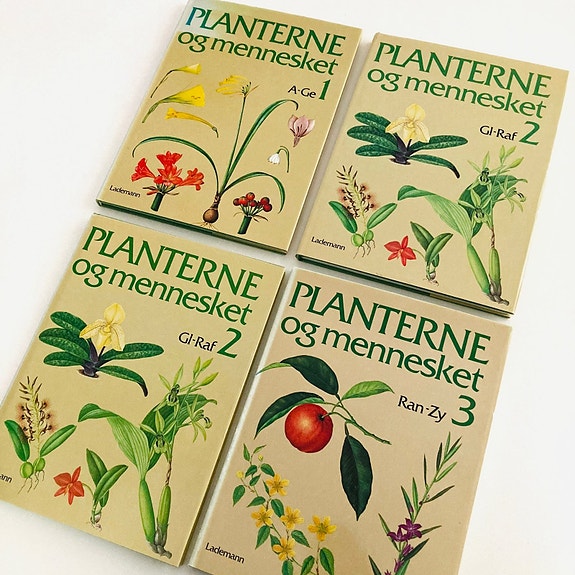 PLANTERNE
og mennesket
A-Ge 1
Lademann
PLANTERNE
og mennesket
Gl-Raf 2
Lademann
PLANTERNE
og mennesket
Gl-Raf 2
PLANTERNE
og mennesket
Ran-Zy 3
Lademann